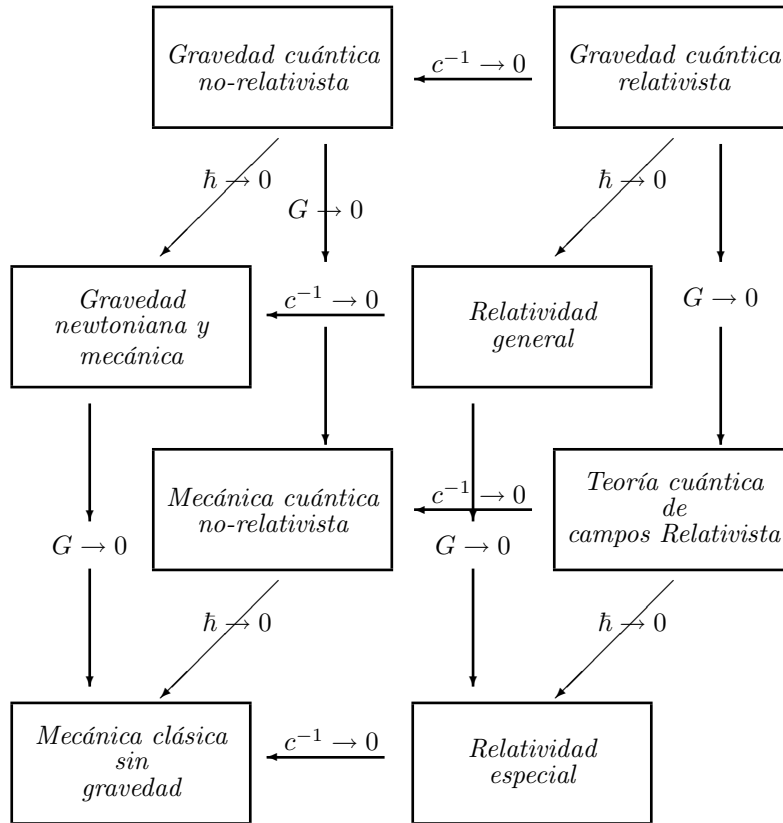 Gravedad cuántica
no-relativista
c⁻¹ → 0
Gravedad cuántica
relativista
ħ → 0
G → 0
ħ → 0
G → 0
Gravedad
newtoniana y
mecánica
c⁻¹ → 0
Relatividad
general
Mecánica cuántica
no-relativista
c⁻¹ → 0
Teoría cuántica
de
campos Relativista
G → 0
G → 0
ħ → 0
ħ → 0
Mecánica clásica
sin
gravedad
c⁻¹ → 0
Relatividad
especial